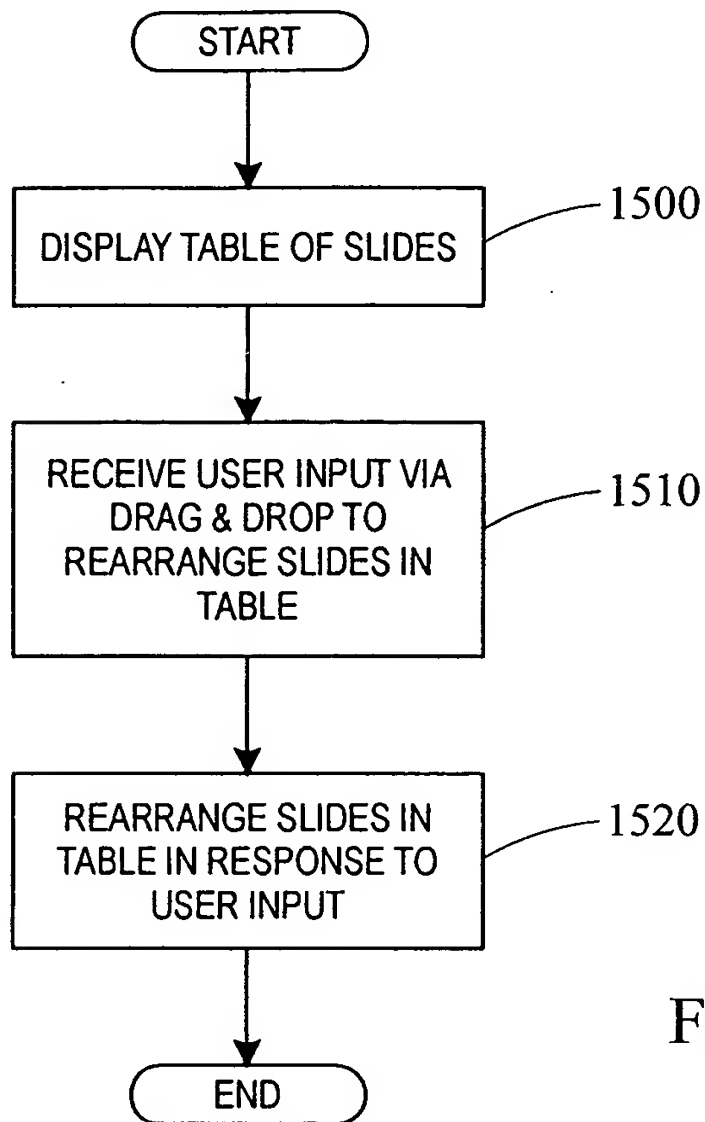 START
DISPLAY TABLE OF SLIDES
1500
RECEIVE USER INPUT VIA
DRAG & DROP TO
REARRANGE SLIDES IN
TABLE
1510
REARRANGE SLIDES IN
TABLE IN RESPONSE TO
USER INPUT
1520
F
END